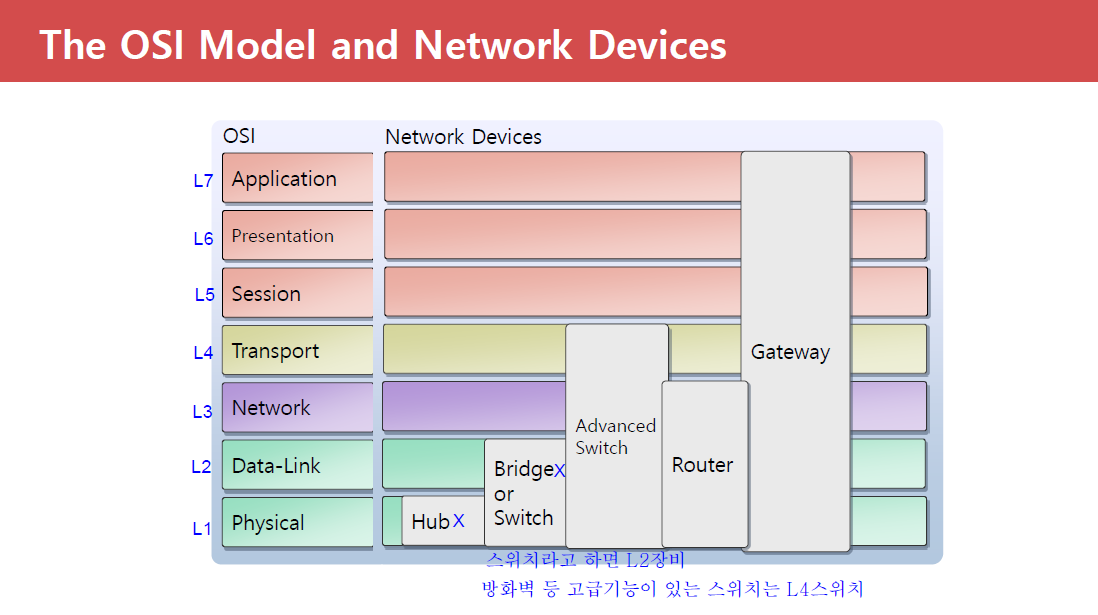 The OSI Model and Network Devices
OSI
Network Devices
L7
Application
L6
Presentation
L5
Session
L4
Transport
Gateway
L3
Network
Advanced
Switch
L2
Data-Link
BridgeX
or
Switch
Router
L1
Physical
Hub X
스위치라고 하면 L2장비
방화벽 등 고급기능이 있는 스위치는 L4스위치